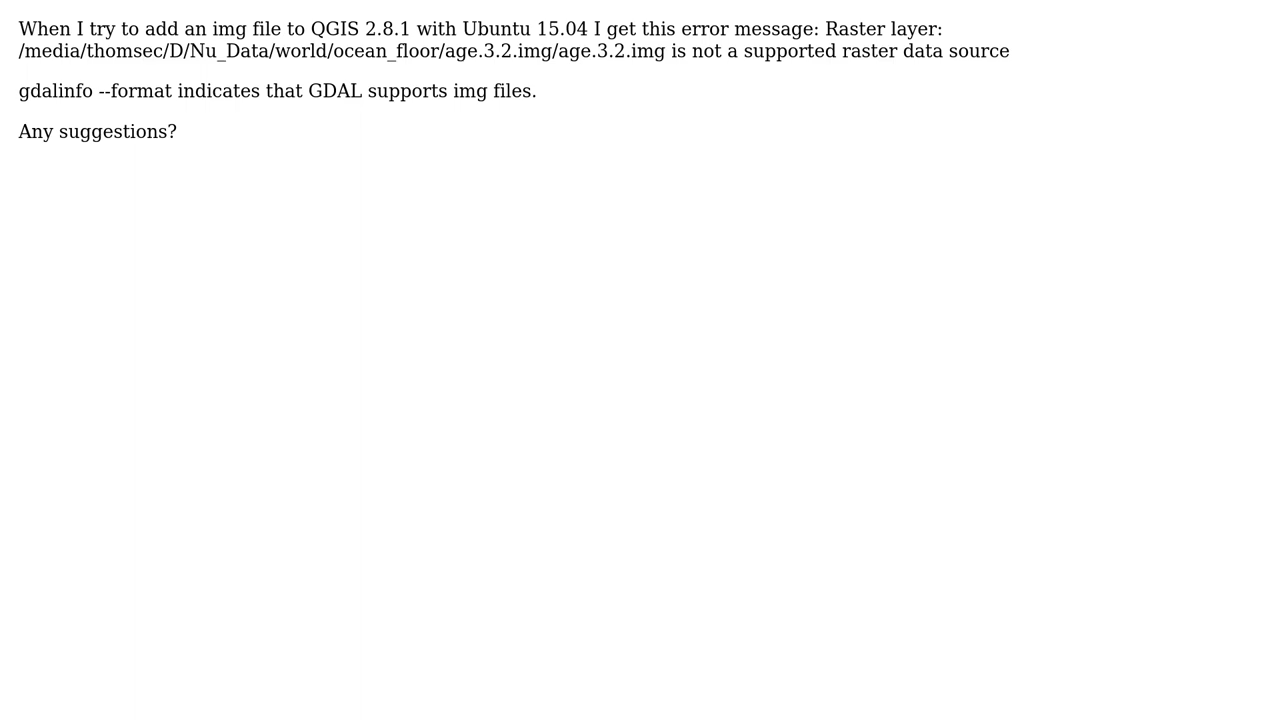 When I try to add an img file to QGIS 2.8.1 with Ubuntu 15.04 I get this error message: Raster layer:
/media/thomsec/D/Nu_Data/world/ocean_floor/age.3.2.img/age.3.2.img is not a supported raster data source
gdalinfo --format indicates that GDAL supports img files.
Any suggestions?